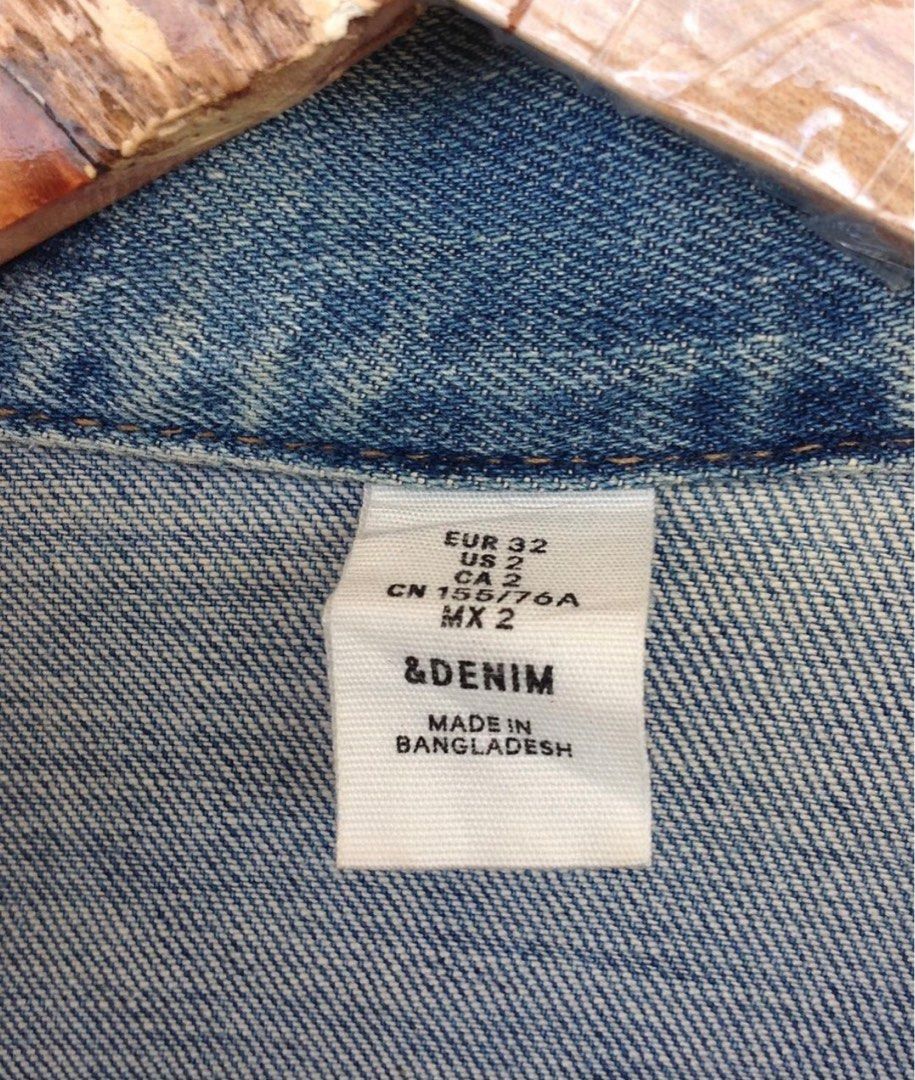 EUR 32
US 2
CA 2
CN 155/76A
MX 2
&DENIM
MADE IN
BANGLADESH